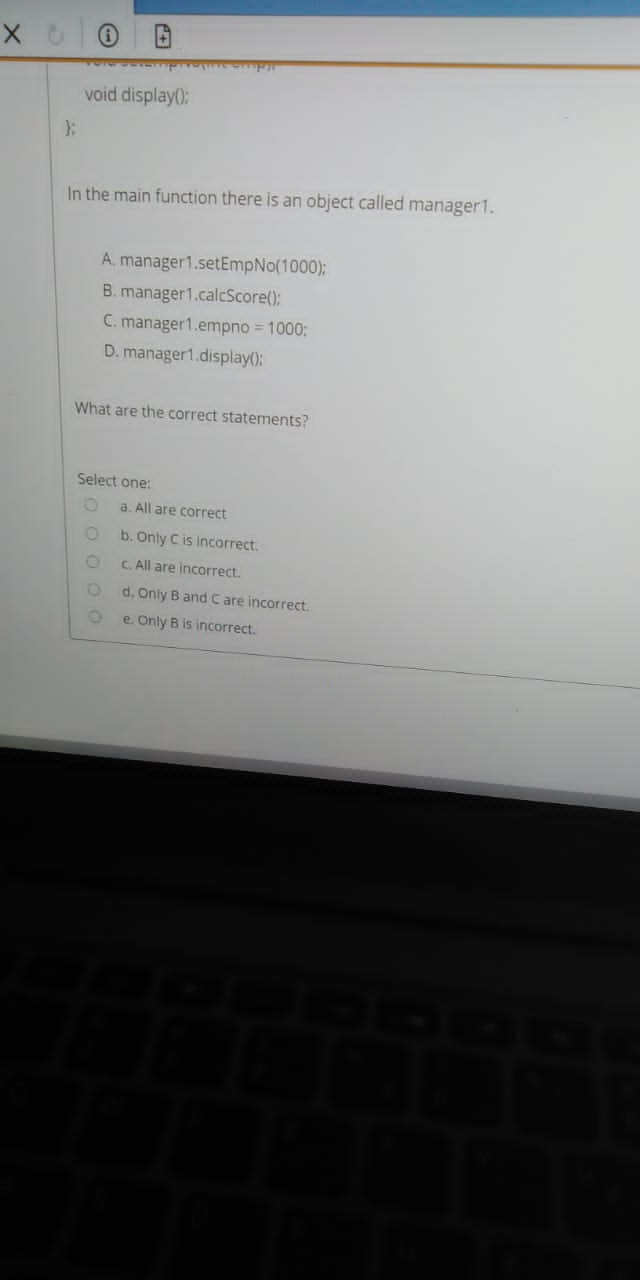 void display();
};
In the main function there is an object called manager1.
A. manager1.setEmpNo(1000);
B. manager1.calcScore();
C. manager1.empno = 1000;
D. manager1.display();
What are the correct statements?
Select one:
a. All are correct
b. Only C is incorrect.
c. All are incorrect.
d. Only B and C are incorrect.
e. Only B is incorrect.